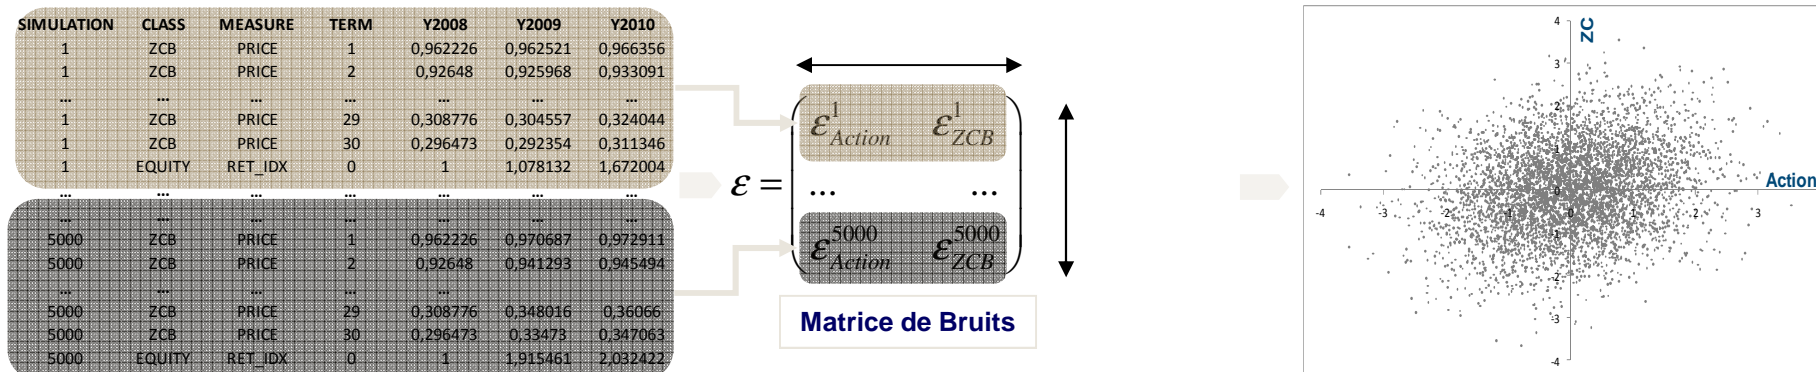 SIMULATION CLASS MEASURE TERM Y2008 Y2009 Y2010
1 ZCB PRICE 1 0,962226 0,962521 0,966356
1 ZCB PRICE 2 0,92648 0,925968 0,933091
... ... ... ... ... ... ...
1 ZCB PRICE 29 0,308776 0,304557 0,324044
1 ZCB PRICE 30 0,296473 0,292354 0,311346
1 EQUITY RET_IDX 0 1 1,078132 1,672004
... ... ... ... ... ... ...
... ... ... ... ... ... ...
5000 ZCB PRICE 1 0,962226 0,970687 0,972911
5000 ZCB PRICE 2 0,92648 0,941293 0,945494
... ... ... ... ...
5000 ZCB PRICE 29 0,308776 0,348016 0,36066
5000 ZCB PRICE 30 0,296473 0,33473 0,347063
5000 EQUITY RET_IDX 0 1 1,915461 2,032422
ε =
ε^1_Action ε^1_ZCB
... ...
ε^5000_Action ε^5000_ZCB
Matrice de Bruits
ZC
Action
4
3
2
1
0
-1
-2
-3
-4
-4 -3 -2 -1 0 1 2 3